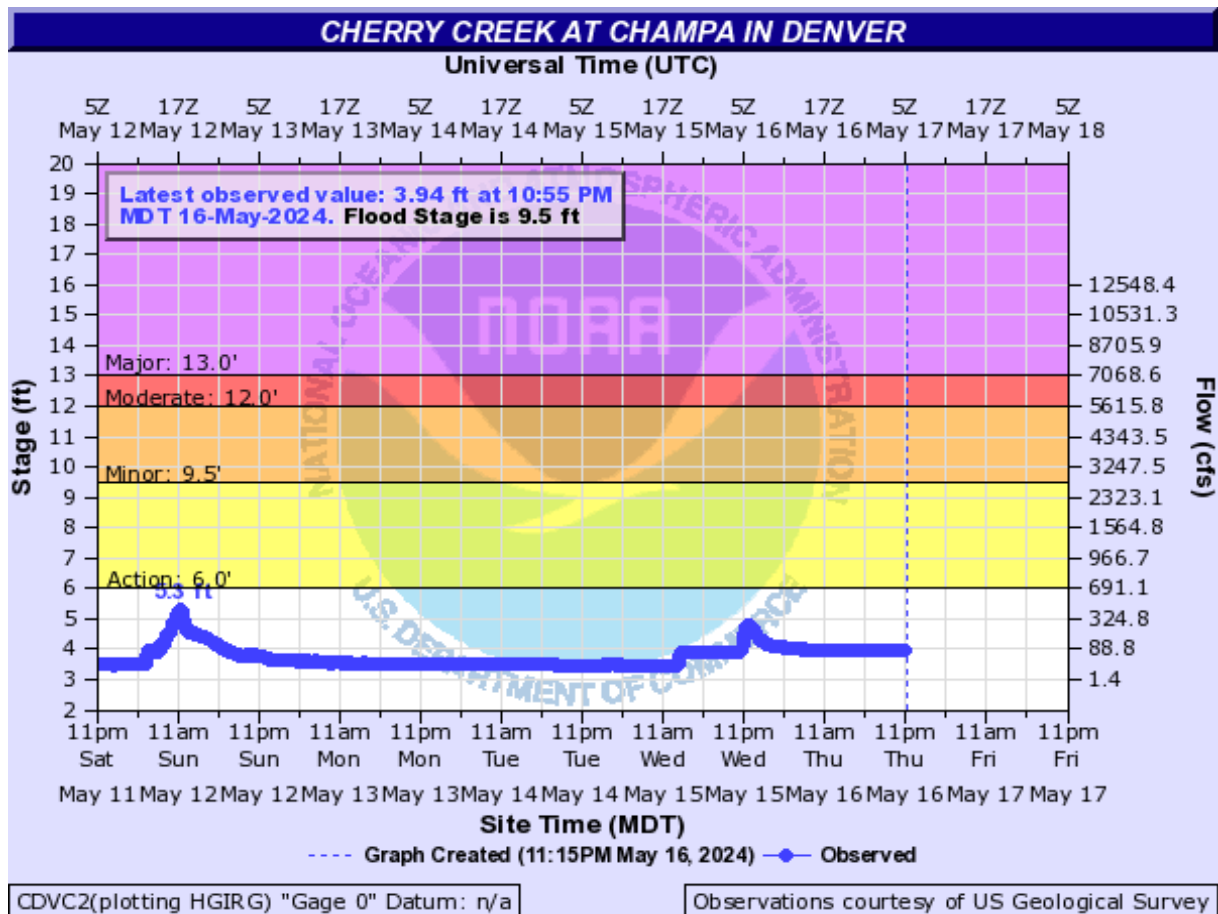 CHERRY CREEK AT CHAMPA IN DENVER
Universal Time (UTC)
5Z 17Z 5Z 17Z 5Z 17Z 5Z 17Z 5Z 17Z 5Z 17Z 5Z
May 12 May 12 May 13 May 13 May 14 May 14 May 15 May 15 May 16 May 16 May 17 May 17 May 18
Latest observed value: 3.94 ft at 10:55 PM
MDT 16-May-2024. Flood Stage is 9.5 ft
NATIONAL OCEANIC AND ATMOSPHERIC ADMINISTRATION
NOAA
U.S. DEPARTMENT OF COMMERCE
Stage (ft)
20
19
18
17
16
15
14
13
12
11
10
9
8
7
6
5
4
3
2
Major: 13.0'
Moderate: 12.0'
Minor: 9.5'
Action: 6.0'
5.3 ft
12548.4
10531.3
8705.9
7068.6
5615.8
4343.5
3247.5
2323.1
1564.8
966.7
691.1
324.8
88.8
1.4
Flow (cfs)
11pm 11am 11pm 11am 11pm 11am 11pm 11am 11pm 11am 11pm 11am 11pm
Sat Sun Sun Mon Mon Tue Tue Wed Wed Thu Thu Fri Fri
May 11 May 12 May 12 May 13 May 13 May 14 May 14 May 15 May 15 May 16 May 16 May 17 May 17
Site Time (MDT)
Graph Created (11:15PM May 16, 2024) Observed
CDVC2(plotting HGIRG) "Gage 0" Datum: n/a
Observations courtesy of US Geological Survey